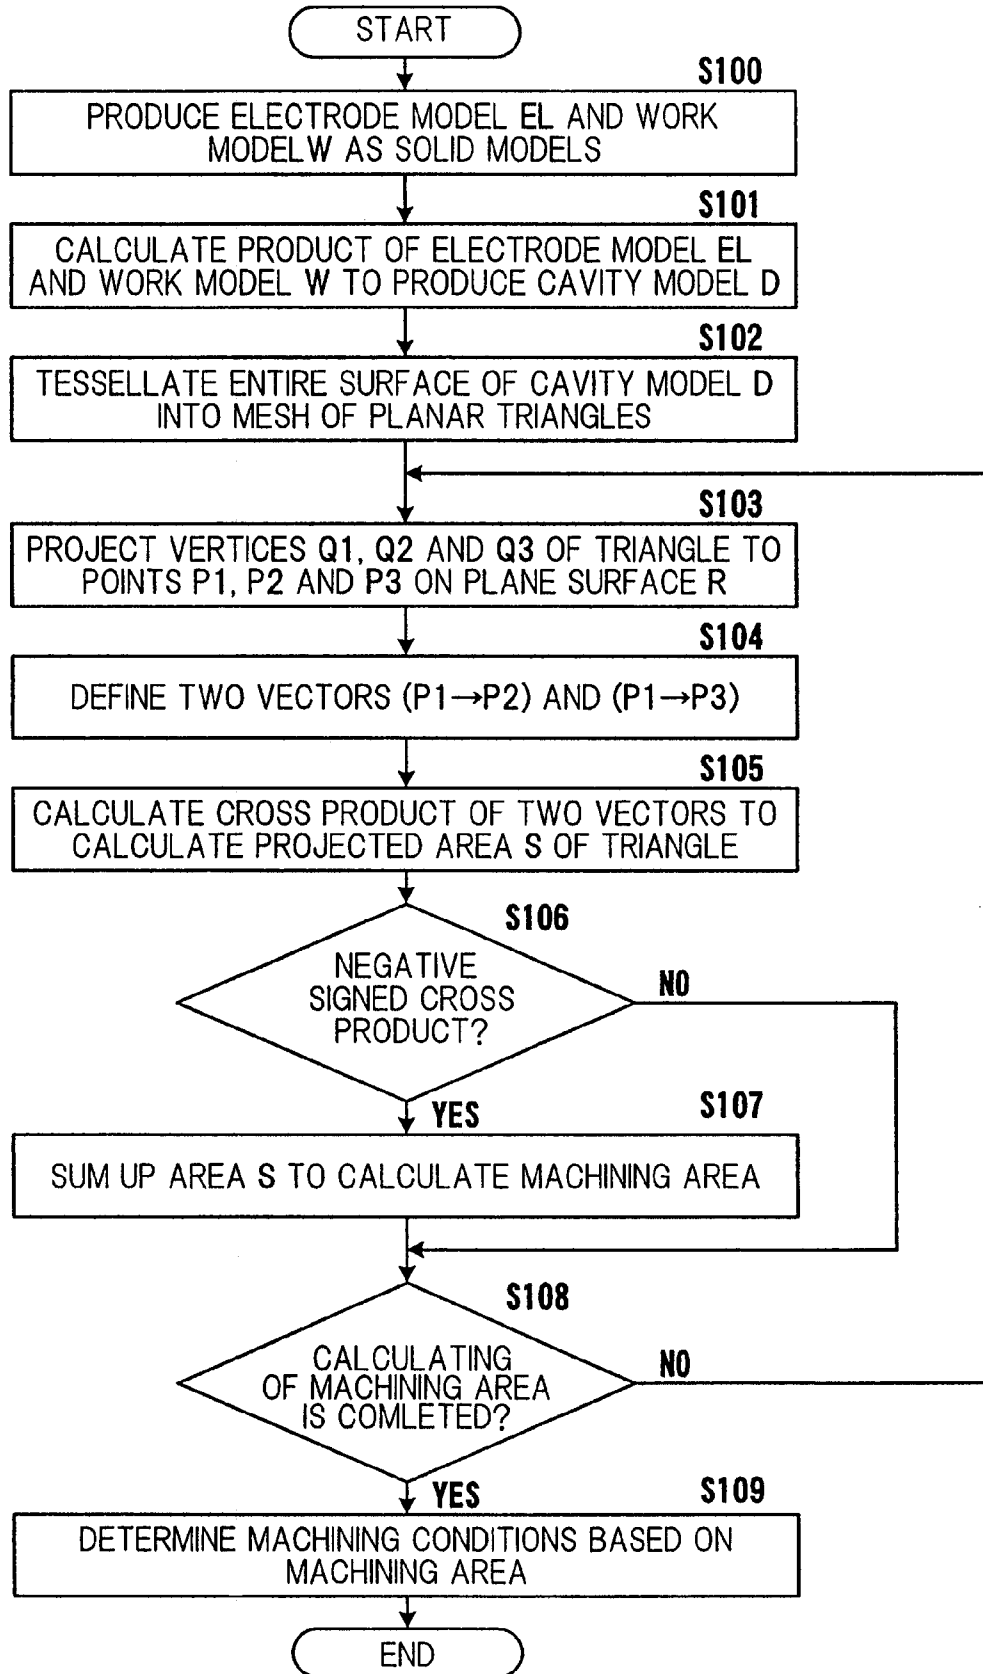 START
S100
PRODUCE ELECTRODE MODEL EL AND WORK
MODEL W AS SOLID MODELS
S101
CALCULATE PRODUCT OF ELECTRODE MODEL EL
AND WORK MODEL W TO PRODUCE CAVITY MODEL D
S102
TESSELLATE ENTIRE SURFACE OF CAVITY MODEL D
INTO MESH OF PLANAR TRIANGLES
S103
PROJECT VERTICES Q1, Q2 AND Q3 OF TRIANGLE TO
POINTS P1, P2 AND P3 ON PLANE SURFACE R
S104
DEFINE TWO VECTORS (P1→P2) AND (P1→P3)
S105
CALCULATE CROSS PRODUCT OF TWO VECTORS TO
CALCULATE PROJECTED AREA S OF TRIANGLE
S106
NEGATIVE
SIGNED CROSS
PRODUCT?
NO
YES
S107
SUM UP AREA S TO CALCULATE MACHINING AREA
S108
CALCULATING
OF MACHINING AREA
IS COMLETED?
NO
YES
S109
DETERMINE MACHINING CONDITIONS BASED ON
MACHINING AREA
END